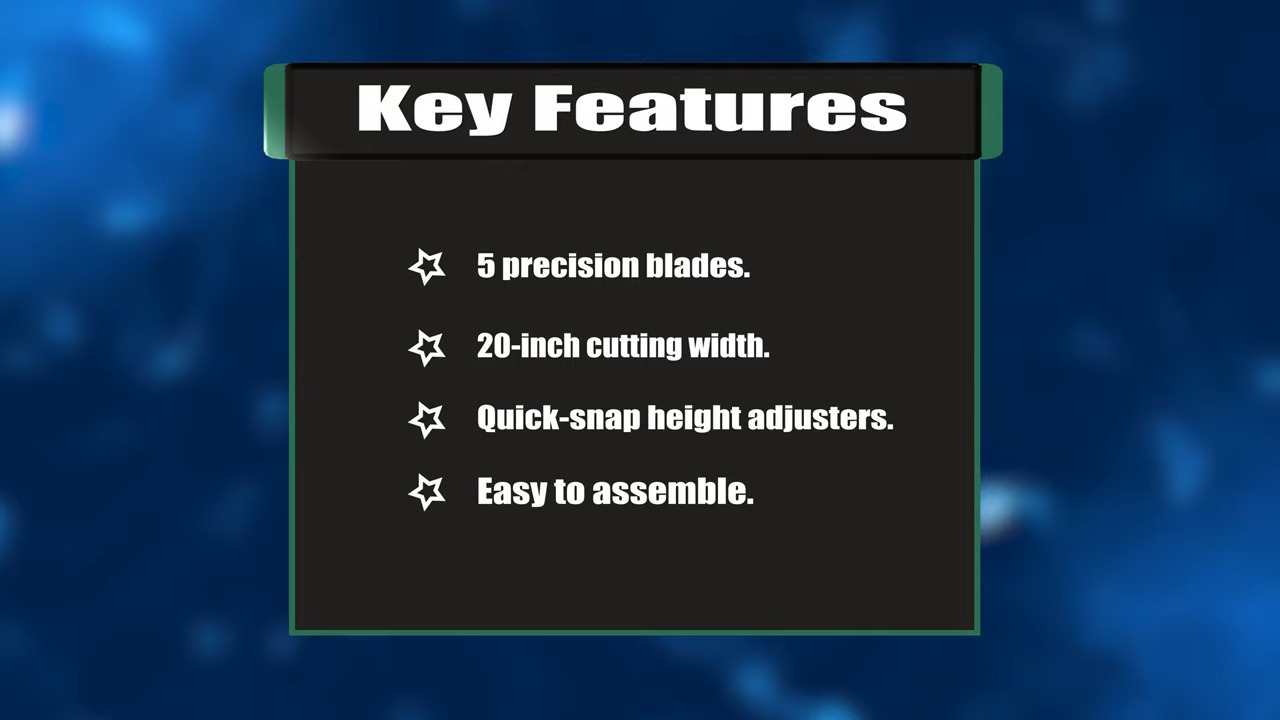 Key Features
5 precision blades.
20-inch cutting width.
Quick-snap height adjusters.
Easy to assemble.